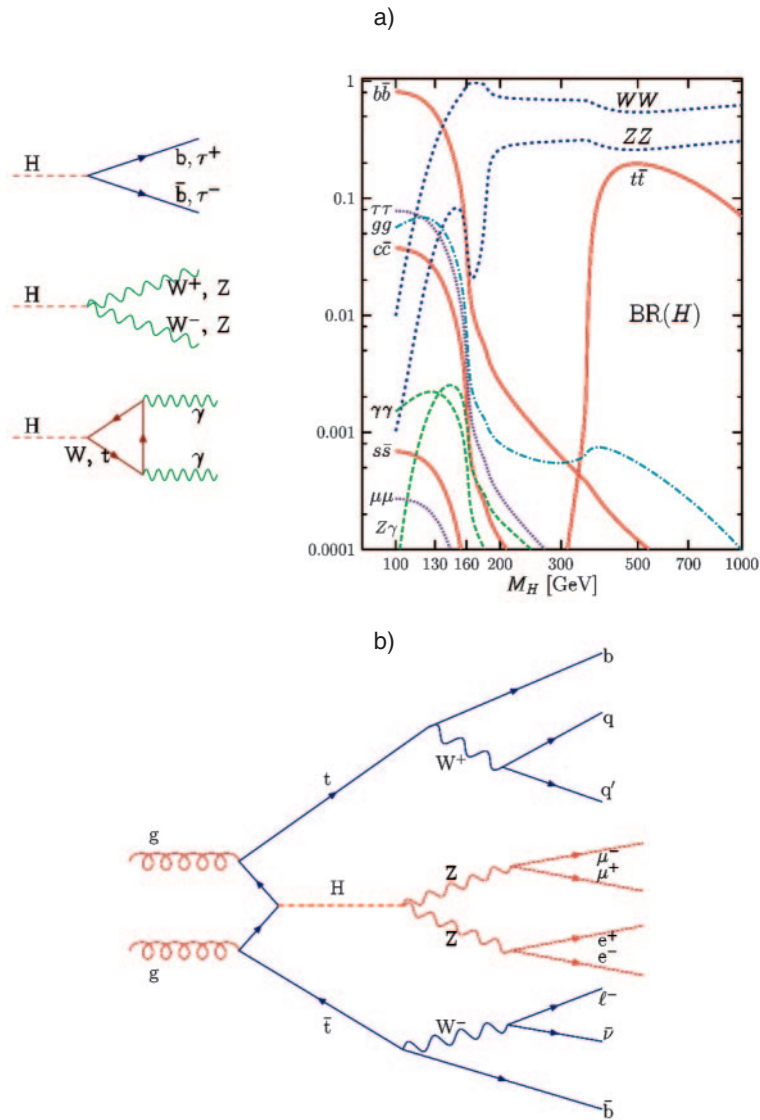 a)
H
b, τ⁺
b̄, τ⁻
H
W⁺, Z
W⁻, Z
H
W, t
γ
γ
1
0.1
0.01
0.001
0.0001
bb̄
ττ
gg
cc̄
γγ
ss̄
μμ
Zγ
WW
ZZ
tt̄
BR(H)
100 130 160 200 300 500 700 1000
M_H [GeV]
b)
b
q
W⁺
q′
t
g
μ⁻
Z
μ⁺
H
Z
e⁺
e⁻
g
ℓ⁻
t̄
W⁻
ν̄
b̄